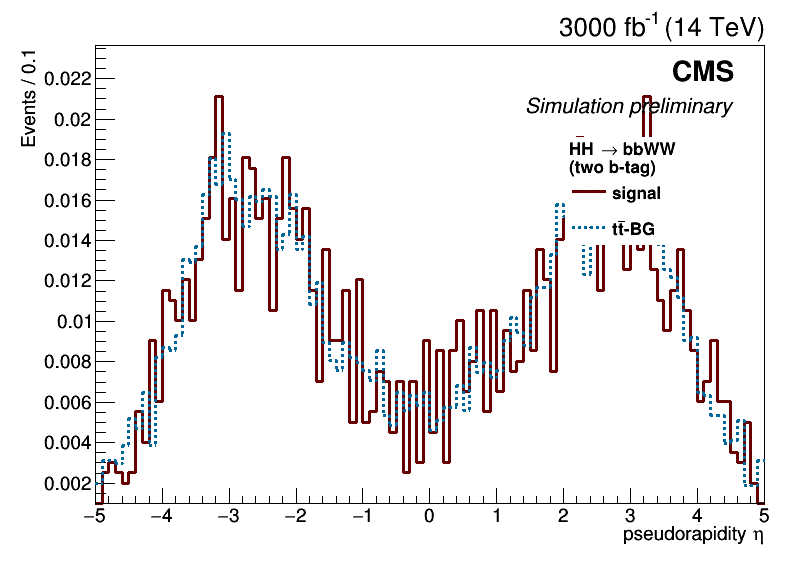 3000 fb⁻¹ (14 TeV)
CMS
Simulation preliminary
H̄H → bbWW
(two b-tag)
signal
tt̄-BG
Events / 0.1
0.022
0.02
0.018
0.016
0.014
0.012
0.01
0.008
0.006
0.004
0.002
−5 −4 −3 −2 −1 0 1 2 3 4 5
pseudorapidity η